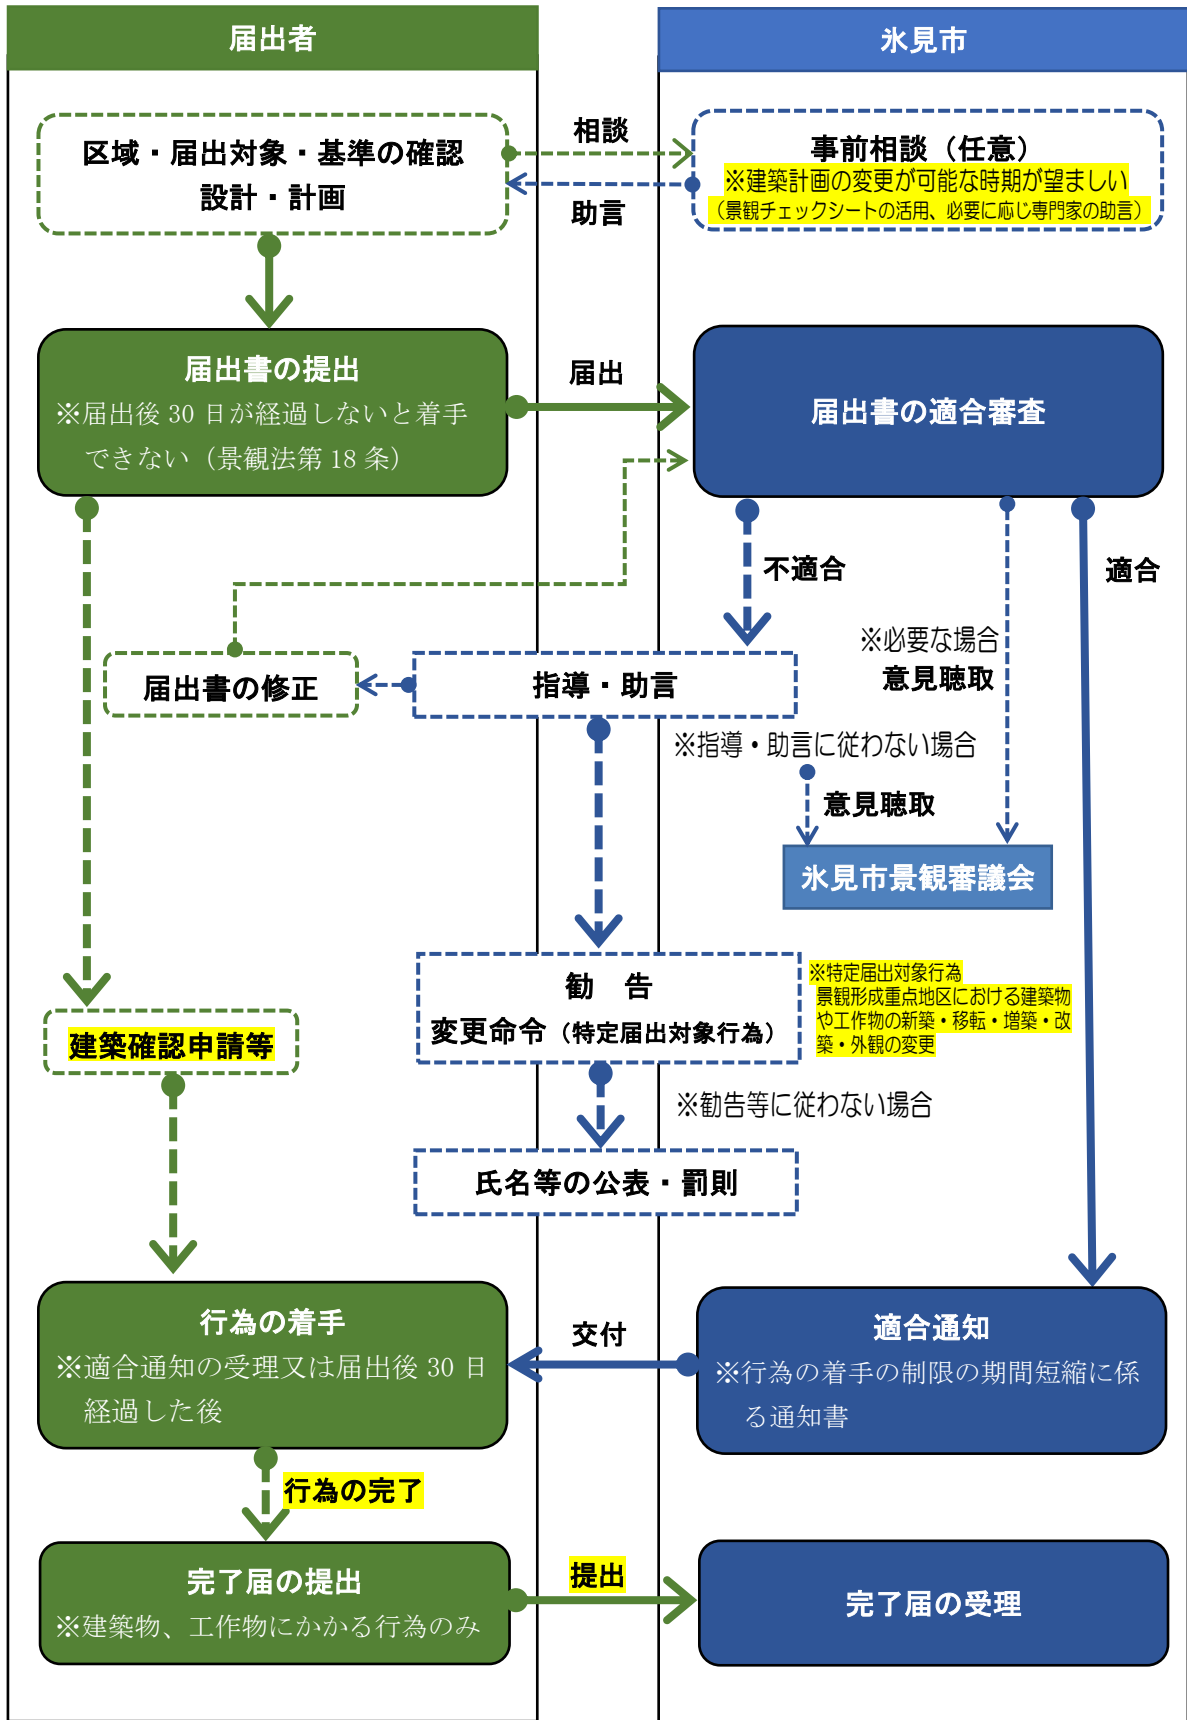 届出者
氷見市
区域・届出対象・基準の確認
設計・計画
相談
助言
事前相談（任意）
※建築計画の変更が可能な時期が望ましい
（景観チェックシートの活用、必要に応じ専門家の助言）
届出書の提出
※届出後 30 日が経過しないと着手
できない（景観法第 18 条）
届出
届出書の適合審査
不適合
適合
※必要な場合
意見聴取
届出書の修正
指導・助言
※指導・助言に従わない場合
意見聴取
氷見市景観審議会
勧　告
変更命令（特定届出対象行為）
※特定届出対象行為
景観形成重点地区における建築物
や工作物の新築・移転・増築・改
築・外観の変更
建築確認申請等
※勧告等に従わない場合
氏名等の公表・罰則
行為の着手
※適合通知の受理又は届出後 30 日
経過した後
交付
適合通知
※行為の着手の制限の期間短縮に係
る通知書
行為の完了
完了届の提出
※建築物、工作物にかかる行為のみ
提出
完了届の受理